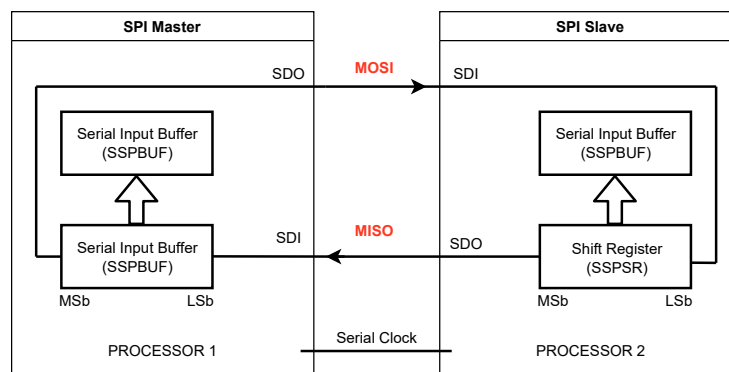 SPI Master
SPI Slave
SDO
MOSI
SDI
Serial Input Buffer
(SSPBUF)
Serial Input Buffer
(SSPBUF)
MISO
SDI
SDO
Serial Input Buffer
(SSPBUF)
Shift Register
(SSPSR)
MSb
LSb
MSb
LSb
Serial Clock
PROCESSOR 1
PROCESSOR 2